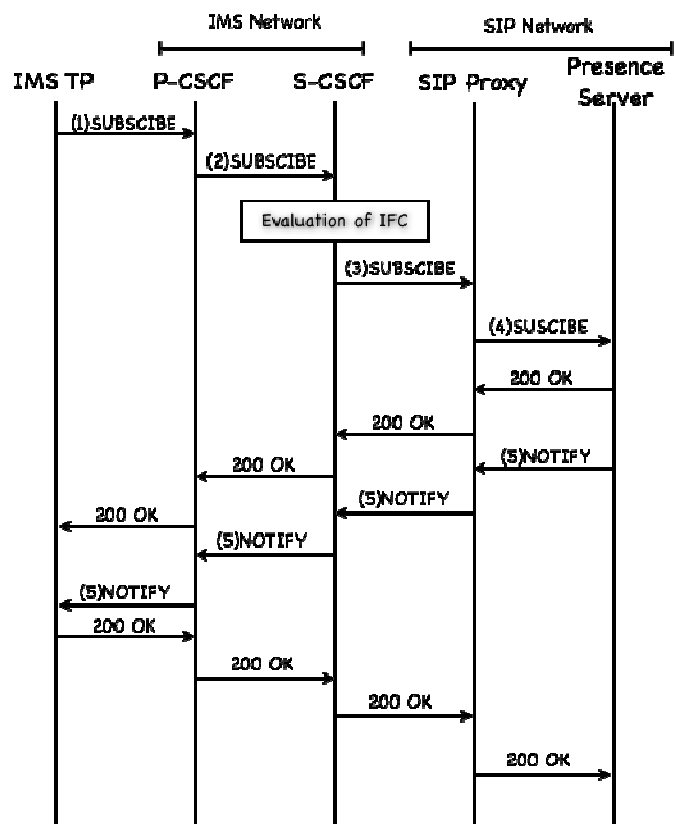 IMS Network
SIP Network
IMS TP
P-CSCF
S-CSCF
SIP Proxy
Presence
Server
(1)SUBSCIBE
(2)SUBSCIBE
Evaluation of IFC
(3)SUBSCIBE
(4)SUSCIBE
200 OK
200 OK
(5)NOTIFY
200 OK
(5)NOTIFY
200 OK
(5)NOTIFY
(5)NOTIFY
200 OK
200 OK
200 OK
200 OK